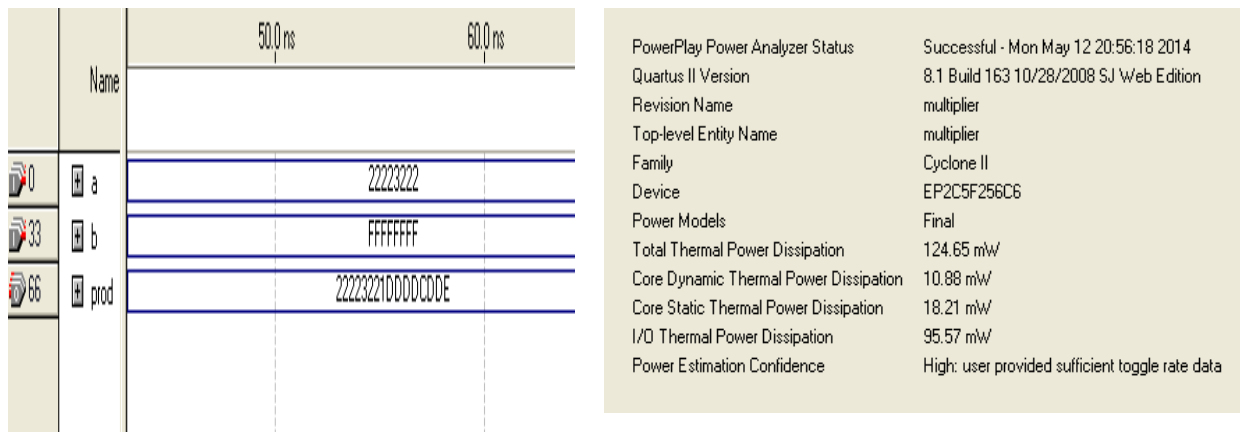 50.0 ns 60.0 ns
Name
0 a 22223222
33 b FFFFFFFF
66 prod 22223221DDDDCDDE
PowerPlay Power Analyzer Status Successful - Mon May 12 20:56:18 2014
Quartus II Version 8.1 Build 163 10/28/2008 SJ Web Edition
Revision Name multiplier
Top-level Entity Name multiplier
Family Cyclone II
Device EP2C5F256C6
Power Models Final
Total Thermal Power Dissipation 124.65 mW
Core Dynamic Thermal Power Dissipation 10.88 mW
Core Static Thermal Power Dissipation 18.21 mW
I/O Thermal Power Dissipation 95.57 mW
Power Estimation Confidence High: user provided sufficient toggle rate data